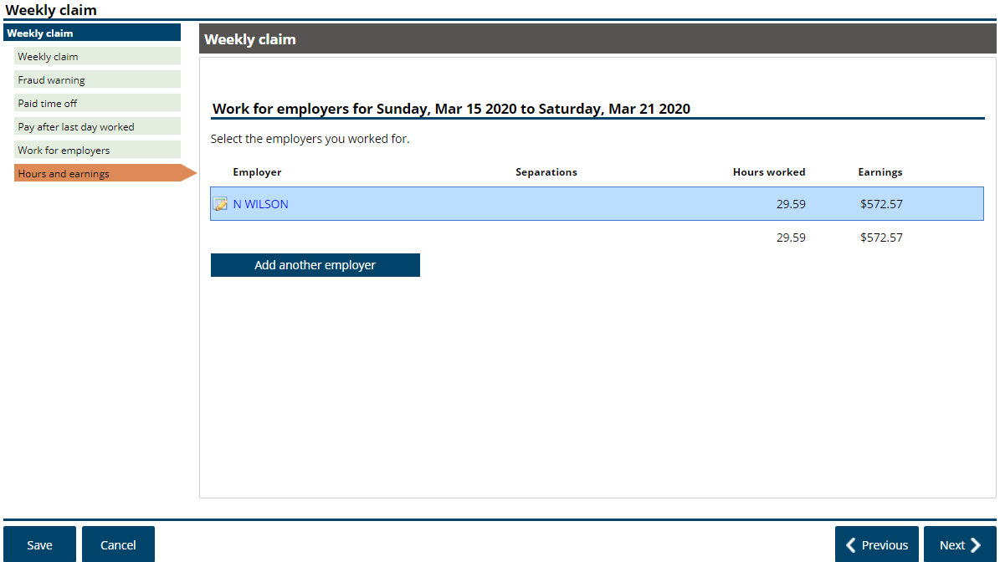 Weekly claim
Weekly claim
Weekly claim
Fraud warning
Paid time off
Pay after last day worked
Work for employers
Hours and earnings
Weekly claim
Work for employers for Sunday, Mar 15 2020 to Saturday, Mar 21 2020
Select the employers you worked for.
Employer Separations Hours worked Earnings
N WILSON 29.59 $572.57
29.59 $572.57
Add another employer
Save Cancel Previous Next